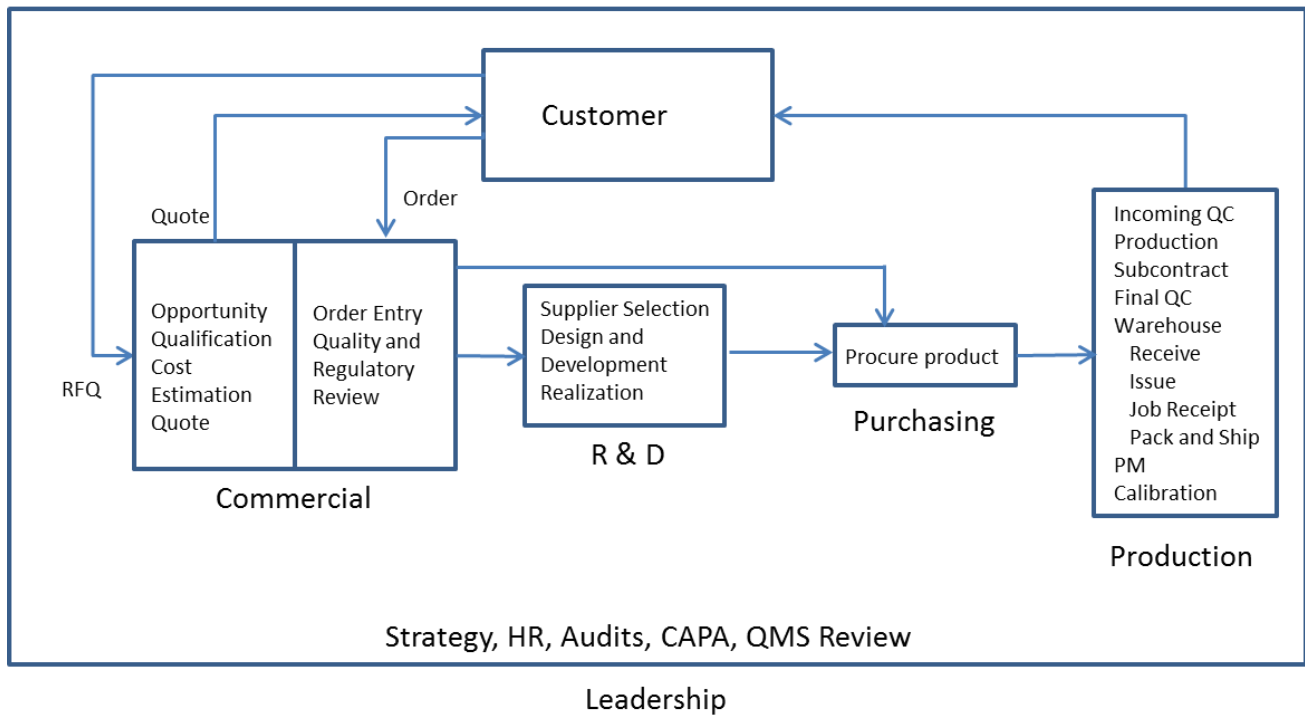 Customer
Order
Quote
RFQ
Opportunity
Qualification
Cost
Estimation
Quote
Order Entry
Quality and
Regulatory
Review
Commercial
Supplier Selection
Design and
Development
Realization
R & D
Procure product
Purchasing
Incoming QC
Production
Subcontract
Final QC
Warehouse
Receive
Issue
Job Receipt
Pack and Ship
PM
Calibration
Production
Strategy, HR, Audits, CAPA, QMS Review
Leadership